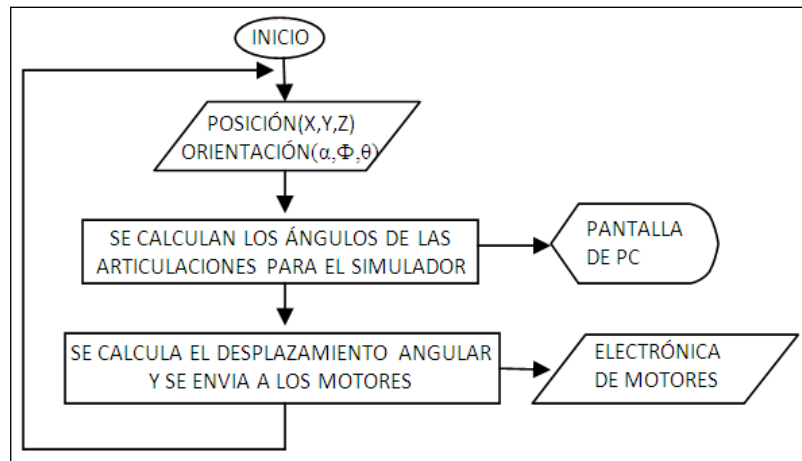 INICIO
POSICIÓN(X,Y,Z)
ORIENTACIÓN(α,Φ,θ)
SE CALCULAN LOS ÁNGULOS DE LAS
ARTICULACIONES PARA EL SIMULADOR
PANTALLA
DE PC
SE CALCULA EL DESPLAZAMIENTO ANGULAR
Y SE ENVIA A LOS MOTORES
ELECTRÓNICA
DE MOTORES